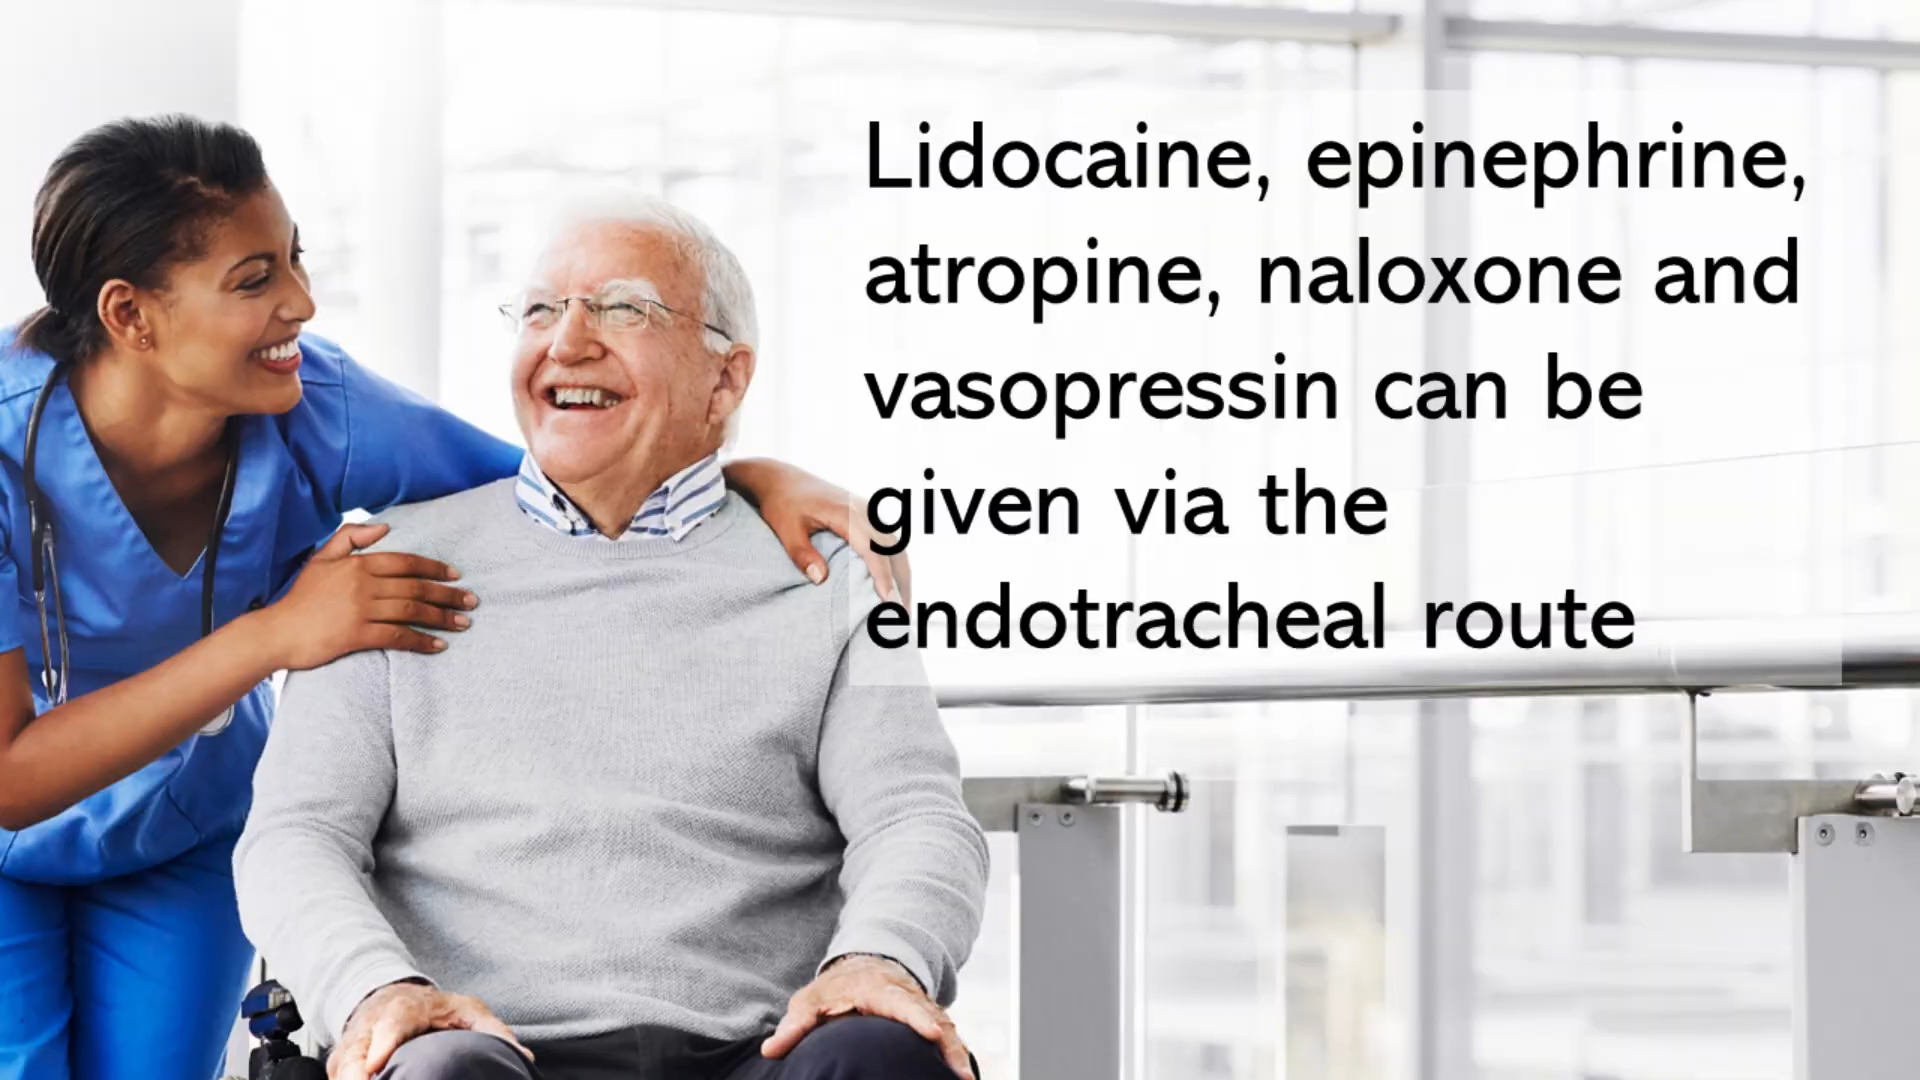 Lidocaine, epinephrine,
atropine, naloxone and
vasopressin can be
given via the
endotracheal route